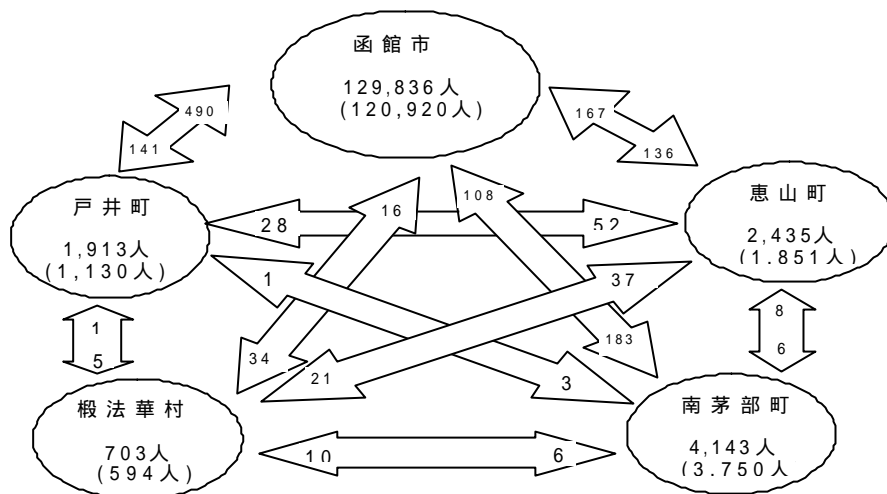 函館市
129,836人
(120,920人)
490
141
167
136
戸井町
1,913人
(1,130人)
28
16
108
52
恵山町
2,435人
(1.851人)
1
37
1
5
8
6
34
21
183
3
椴法華村
703人
(594人)
10
6
南茅部町
4,143人
(3.750人